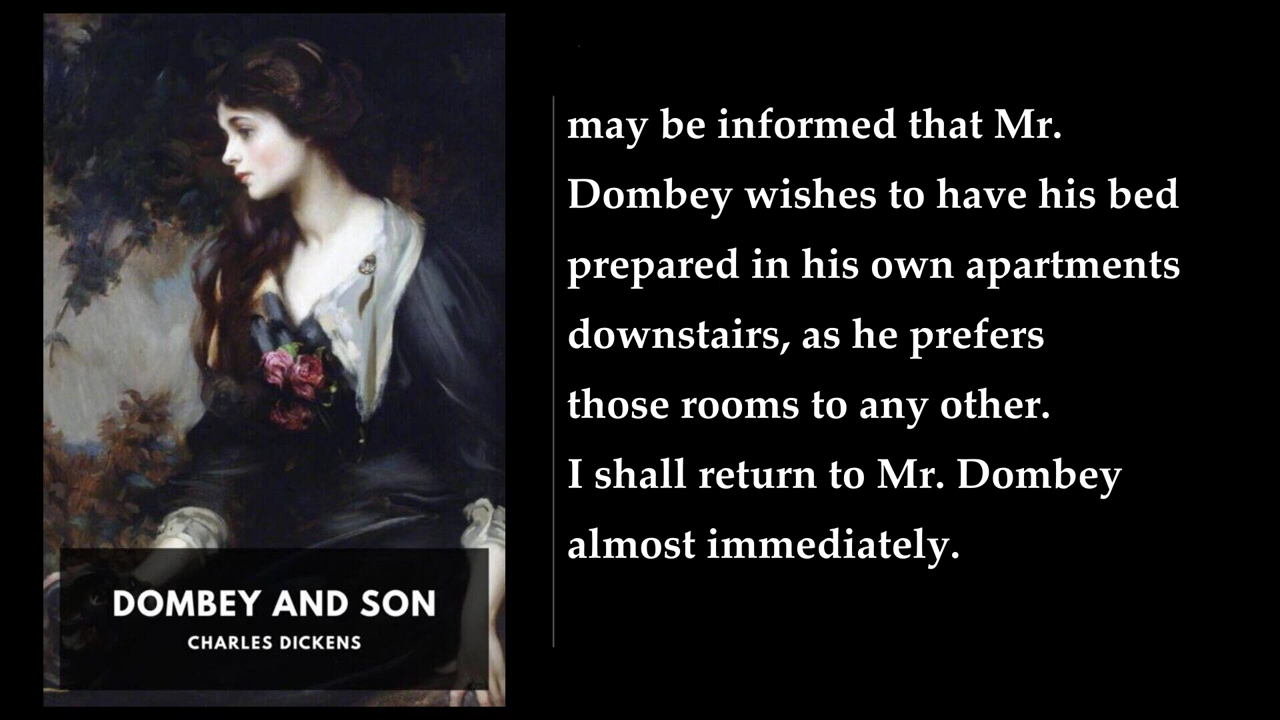 DOMBEY AND SON
CHARLES DICKENS
may be informed that Mr.
Dombey wishes to have his bed
prepared in his own apartments
downstairs, as he prefers
those rooms to any other.
I shall return to Mr. Dombey
almost immediately.